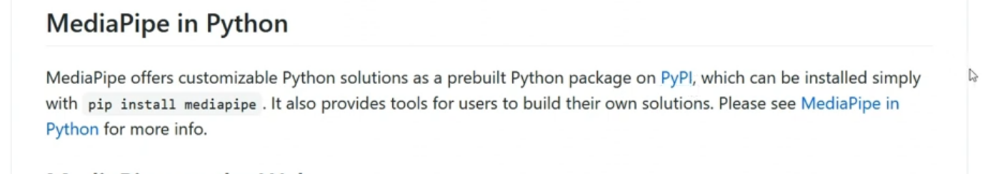 MediaPipe in Python
MediaPipe offers customizable Python solutions as a prebuilt Python package on PyPI, which can be installed simply
with pip install mediapipe . It also provides tools for users to build their own solutions. Please see MediaPipe in
Python for more info.